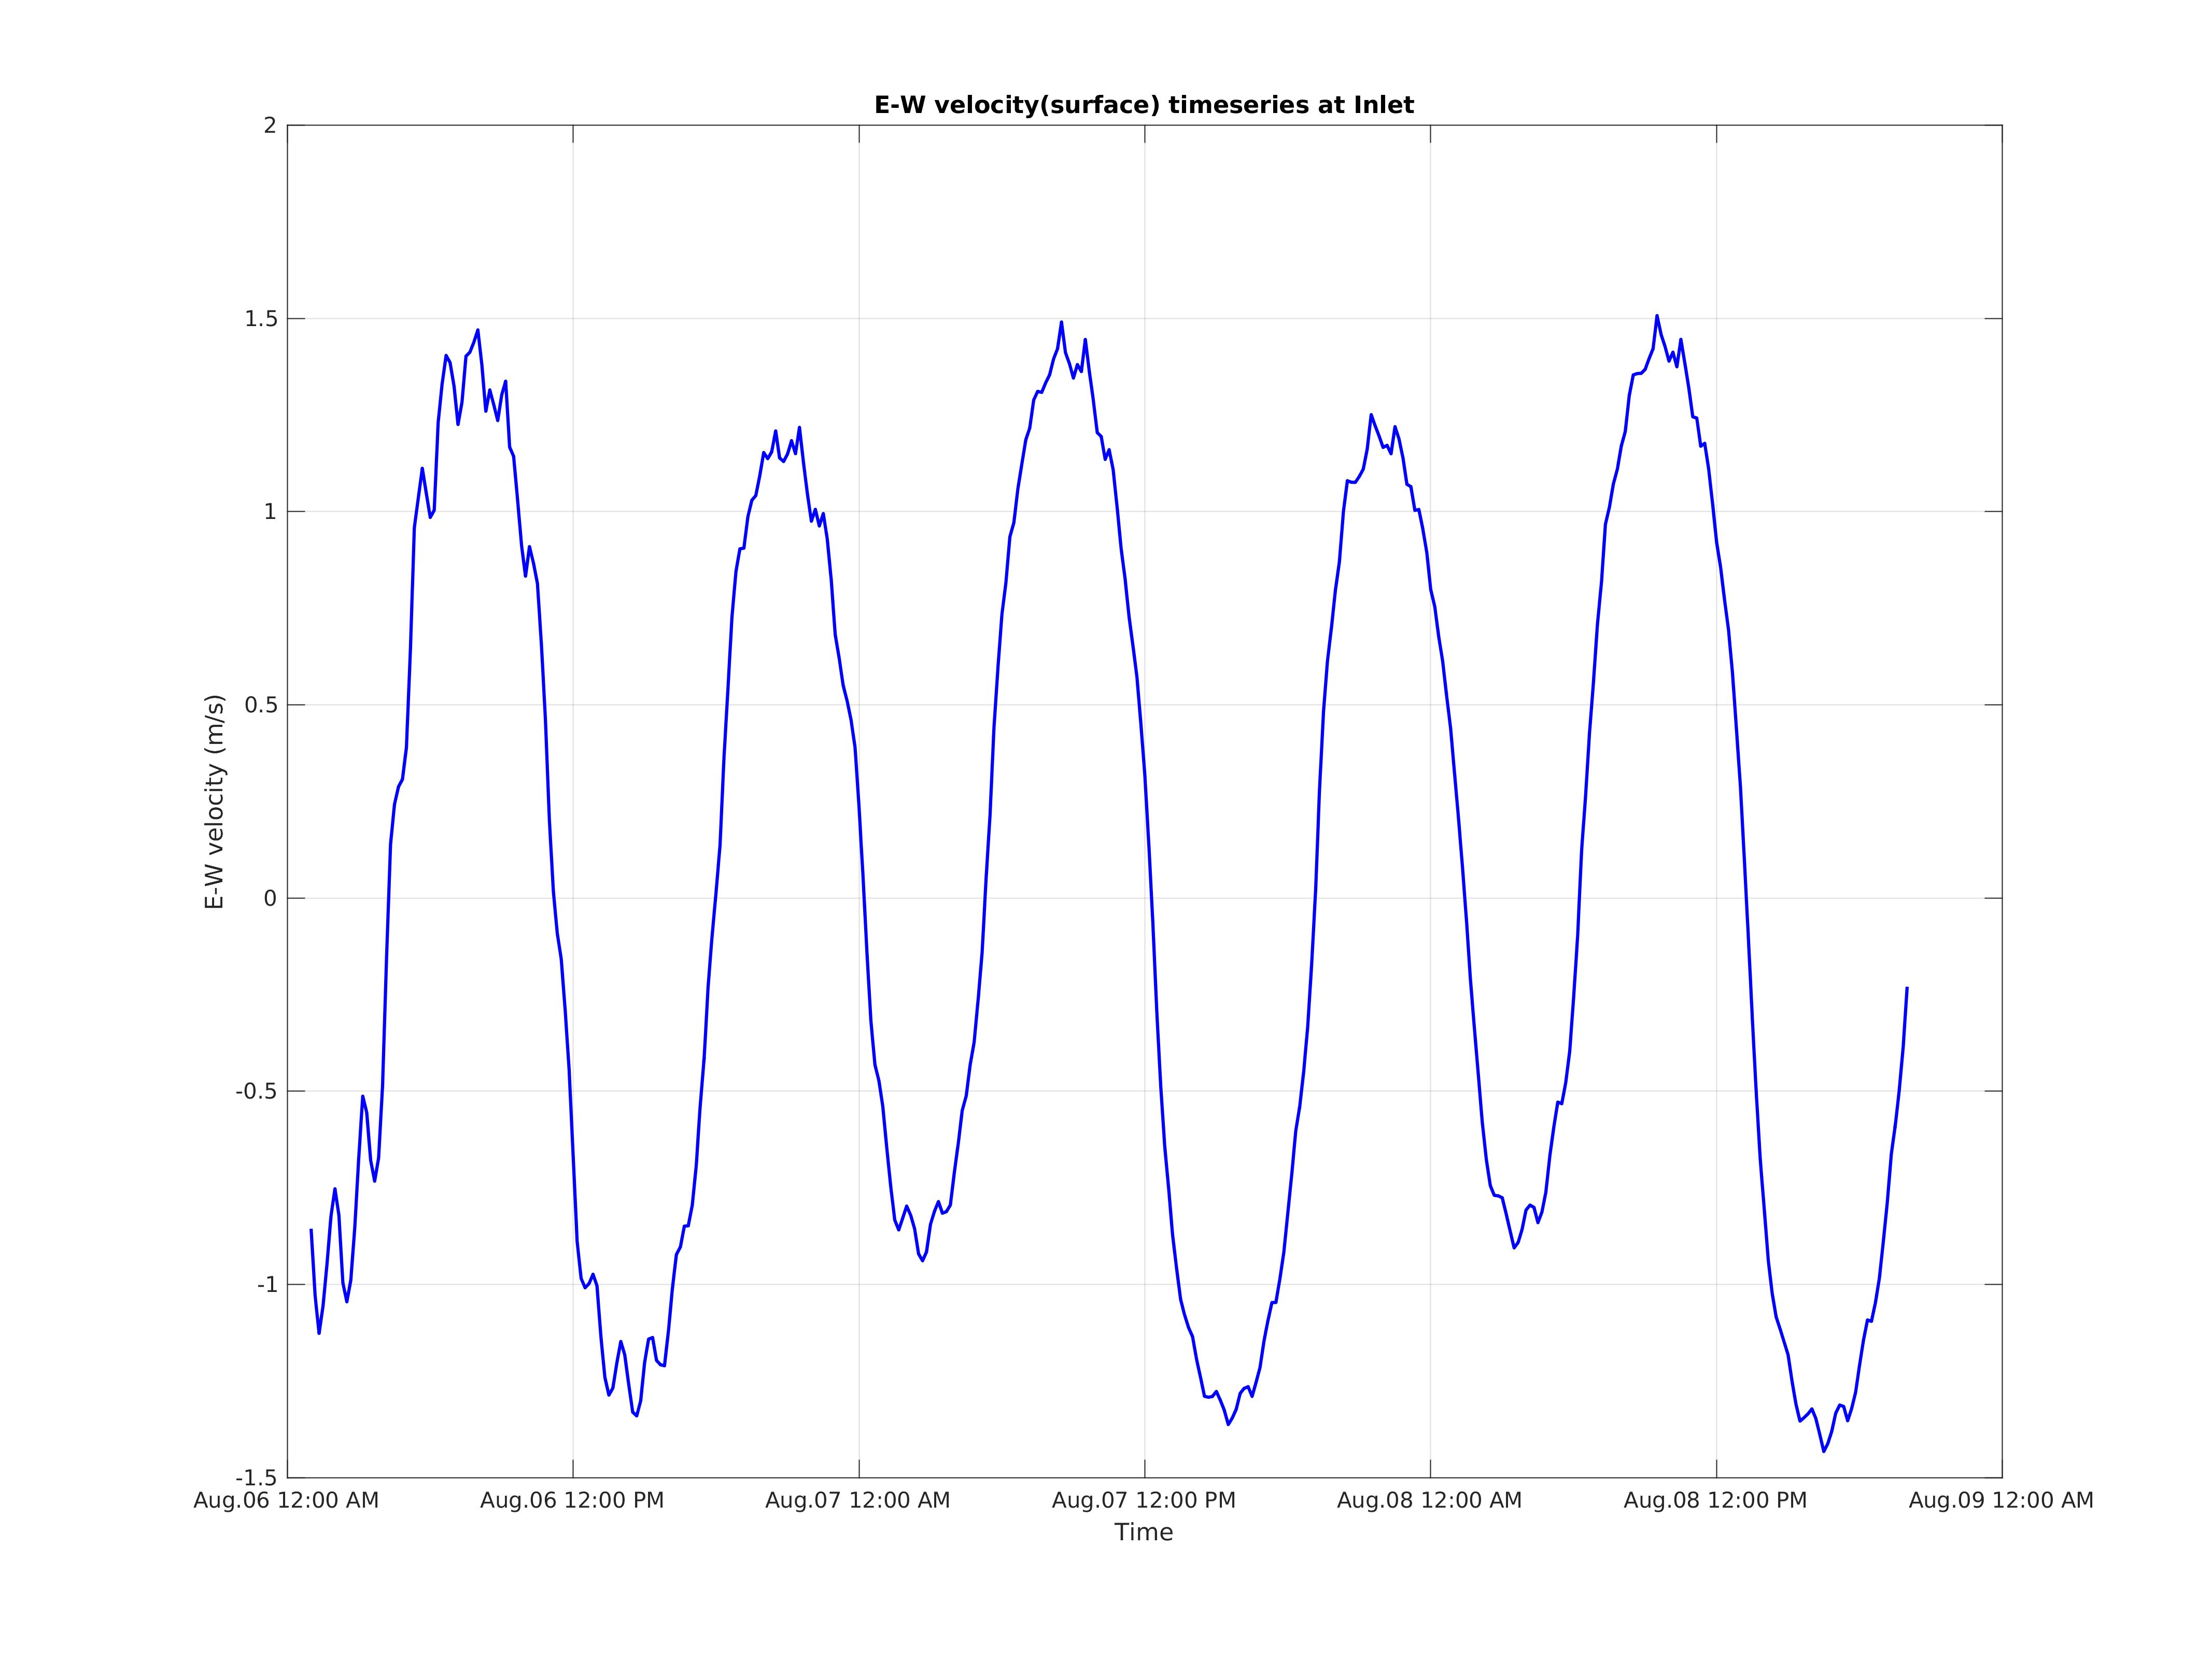 E-W velocity(surface) timeseries at Inlet
2
1.5
1
0.5
0
-0.5
-1
-1.5
E-W velocity (m/s)
Aug.06 12:00 AM Aug.06 12:00 PM Aug.07 12:00 AM Aug.07 12:00 PM Aug.08 12:00 AM Aug.08 12:00 PM Aug.09 12:00 AM
Time